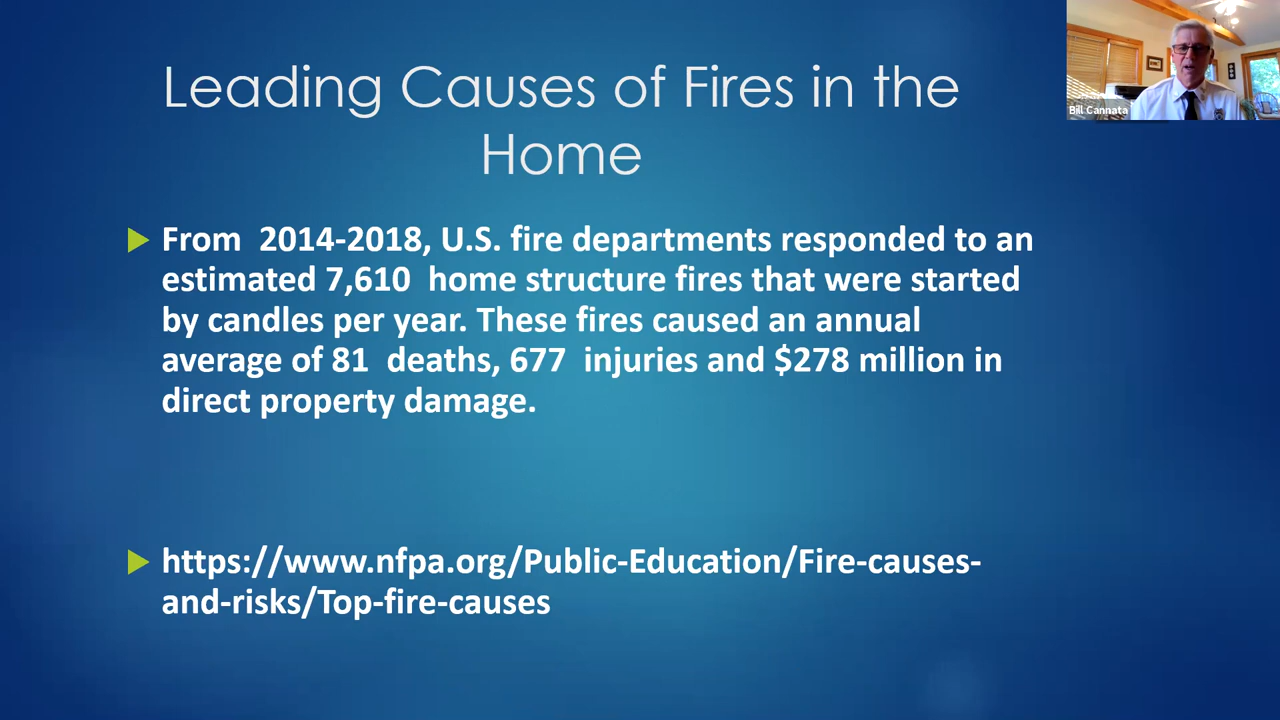 Leading Causes of Fires in the
Home
From 2014-2018, U.S. fire departments responded to an
estimated 7,610 home structure fires that were started
by candles per year. These fires caused an annual
average of 81 deaths, 677 injuries and $278 million in
direct property damage.
https://www.nfpa.org/Public-Education/Fire-causes-
and-risks/Top-fire-causes
Bill Cannata